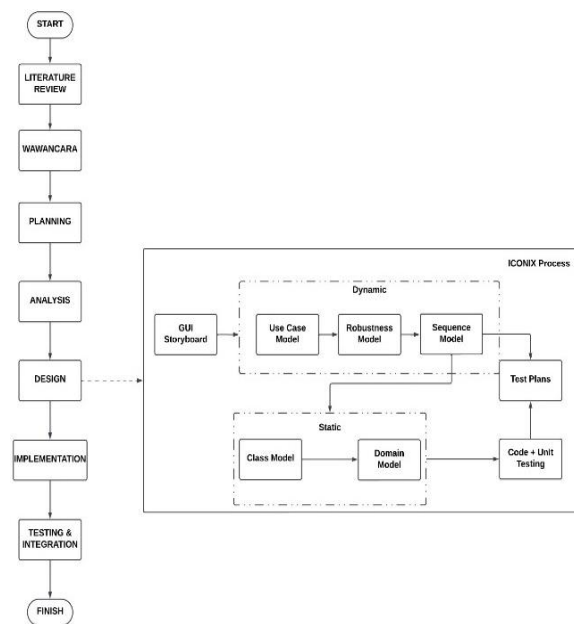 START
LITERATURE
REVIEW
WAWANCARA
PLANNING
ANALYSIS
DESIGN
IMPLEMENTATION
TESTING &
INTEGRATION
FINISH
ICONIX Process
Dynamic
GUI
Storyboard
Use Case
Model
Robustness
Model
Sequence
Model
Test Plans
Static
Class Model
Domain
Model
Code + Unit
Testing